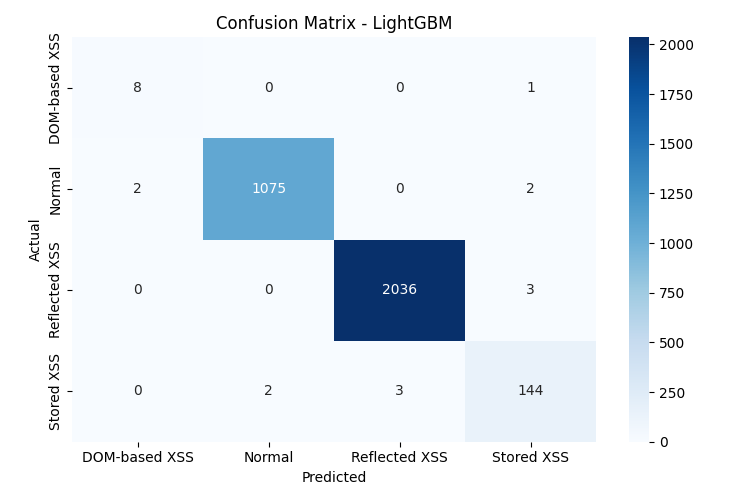 Confusion Matrix - LightGBM
Actual
DOM-based XSS
8 0 0 1
Normal
2 1075 0 2
Reflected XSS
0 0 2036 3
Stored XSS
0 2 3 144
DOM-based XSS Normal Reflected XSS Stored XSS
Predicted
2000
1750
1500
1250
1000
750
500
250
0